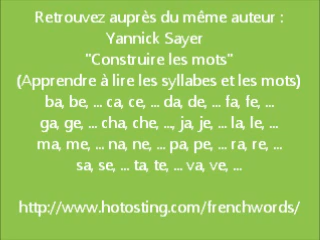 Retrouvez auprès du même auteur :
Yannick Sayer
"Construire les mots"
(Apprendre à lire les syllabes et les mots)
ba, be, ... ca, ce, ... da, de, ... fa, fe, ...
ga, ge, ... cha, che, ..., ja, je, ... la, le, ...
ma, me, ... na, ne, ... pa, pe, ... ra, re, ...
sa, se, ... ta, te, ... va, ve, ...
http://www.hotosting.com/frenchwords/